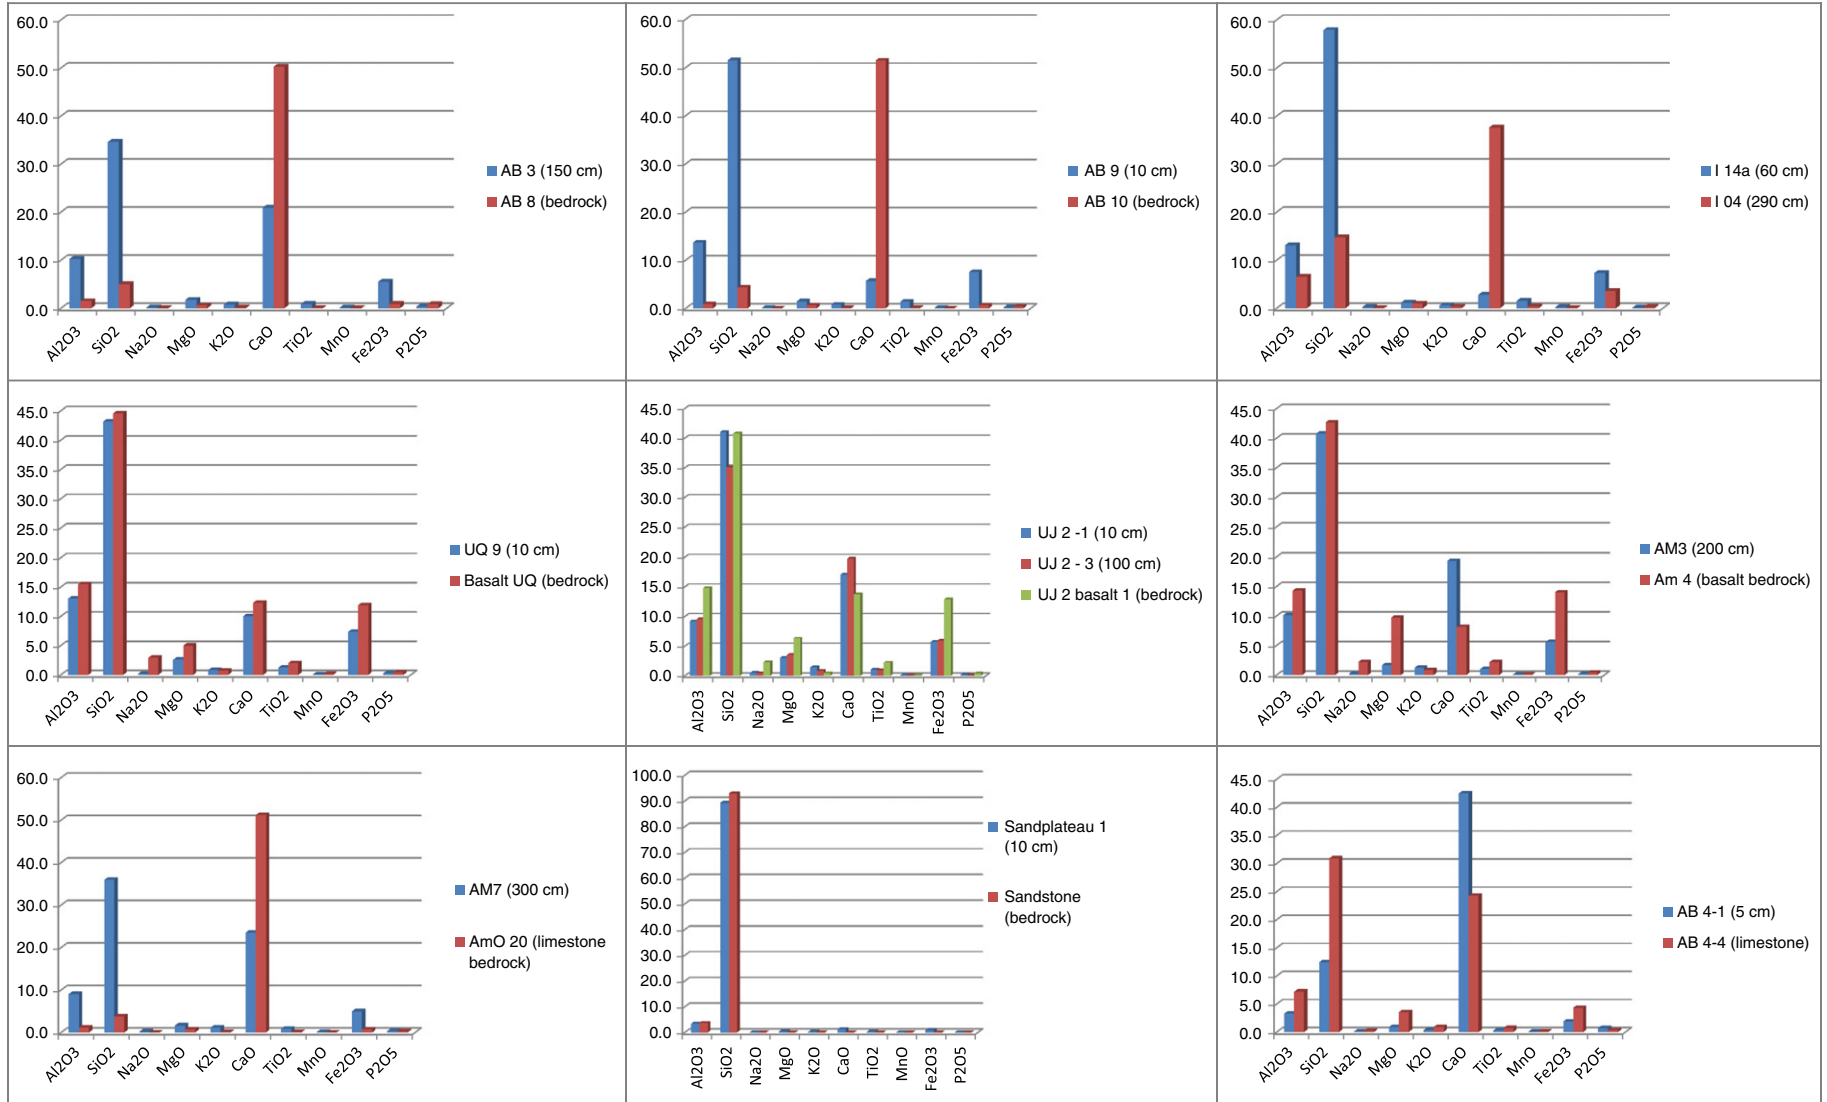 60.0
50.0
40.0
30.0
20.0
10.0
0.0
Al2O3
SiO2
Na2O
MgO
K2O
CaO
TiO2
MnO
Fe2O3
P2O5
AB 3 (150 cm)
AB 8 (bedrock)
60.0
50.0
40.0
30.0
20.0
10.0
0.0
Al2O3
SiO2
Na2O
MgO
K2O
CaO
TiO2
MnO
Fe2O3
P2O5
AB 9 (10 cm)
AB 10 (bedrock)
60.0
50.0
40.0
30.0
20.0
10.0
0.0
Al2O3
SiO2
Na2O
MgO
K2O
CaO
TiO2
MnO
Fe2O3
P2O5
I 14a (60 cm)
I 04 (290 cm)
45.0
40.0
35.0
30.0
25.0
20.0
15.0
10.0
5.0
0.0
Al2O3
SiO2
Na2O
MgO
K2O
CaO
TiO2
MnO
Fe2O3
P2O5
UQ 9 (10 cm)
Basalt UQ (bedrock)
45.0
40.0
35.0
30.0
25.0
20.0
15.0
10.0
5.0
0.0
Al2O3
SiO2
Na2O
MgO
K2O
CaO
TiO2
MnO
Fe2O3
P2O5
UJ 2 -1 (10 cm)
UJ 2 - 3 (100 cm)
UJ 2 basalt 1 (bedrock)
45.0
40.0
35.0
30.0
25.0
20.0
15.0
10.0
5.0
0.0
Al2O3
SiO2
Na2O
MgO
K2O
CaO
TiO2
MnO
Fe2O3
P2O5
AM3 (200 cm)
Am 4 (basalt bedrock)
60.0
50.0
40.0
30.0
20.0
10.0
0.0
Al2O3
SiO2
Na2O
MgO
K2O
CaO
TiO2
MnO
Fe2O3
P2O5
AM7 (300 cm)
AmO 20 (limestone
bedrock)
100.0
90.0
80.0
70.0
60.0
50.0
40.0
30.0
20.0
10.0
0.0
Al2O3
SiO2
Na2O
MgO
K2O
CaO
TiO2
MnO
Fe2O3
P2O5
Sandplateau 1
(10 cm)
Sandstone
(bedrock)
45.0
40.0
35.0
30.0
25.0
20.0
15.0
10.0
5.0
0.0
Al2O3
SiO2
Na2O
MgO
K2O
CaO
TiO2
MnO
Fe2O3
P2O5
AB 4-1 (5 cm)
AB 4-4 (limestone)